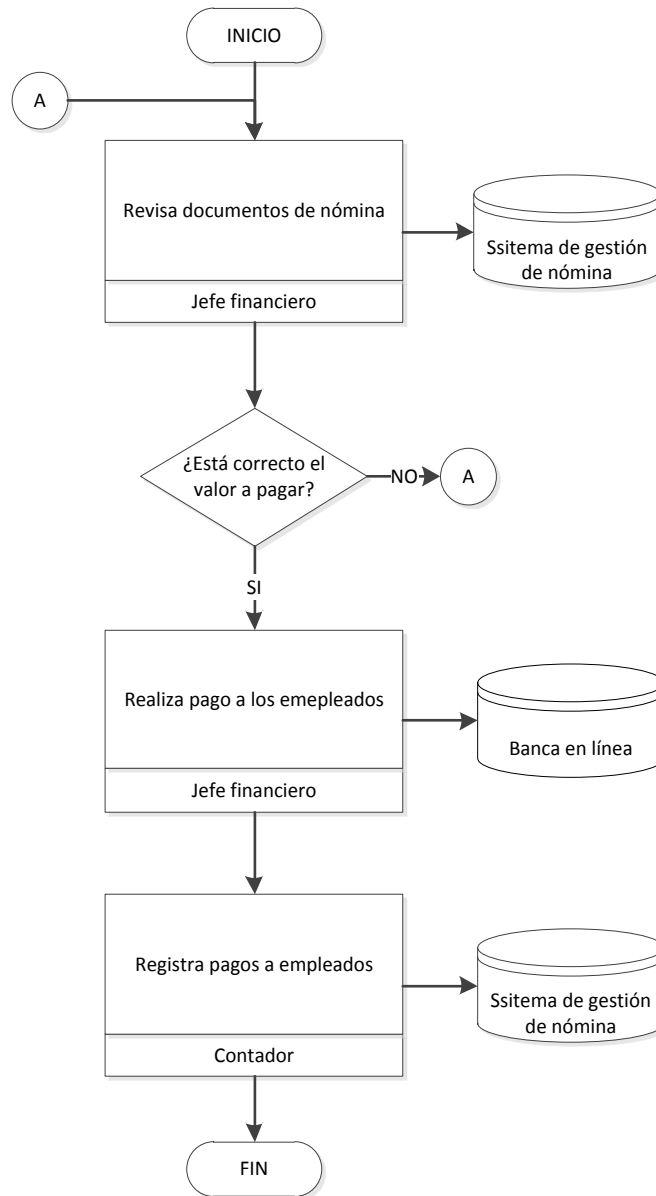 INICIO
A
Revisa documentos de nómina
Ssitema de gestión
de nómina
Jefe financiero
¿Está correcto el
valor a pagar?
NO
A
SI
Realiza pago a los emepleados
Banca en línea
Jefe financiero
Registra pagos a empleados
Ssitema de gestión
de nómina
Contador
FIN